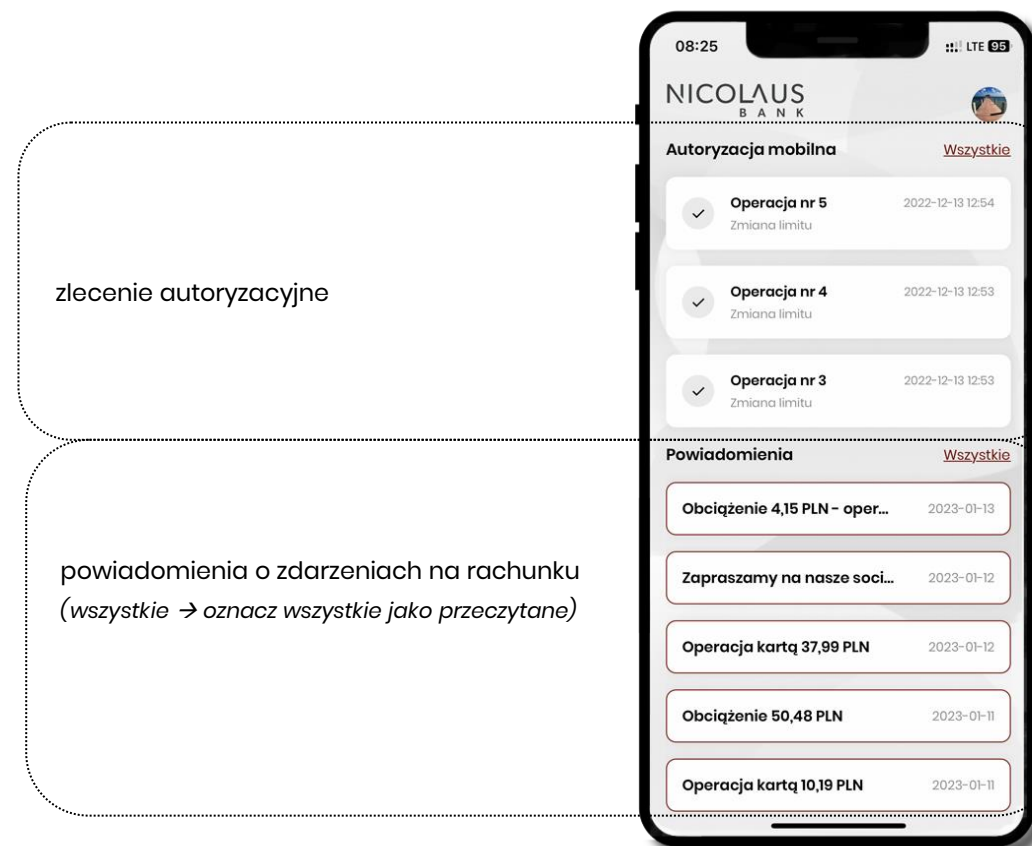 08:25
LTE 95
NICOLAUS
BANK
Autoryzacja mobilna Wszystkie
Operacja nr 5 2022-12-13 12:54
Zmiana limitu
zlecenie autoryzacyjne
Operacja nr 4 2022-12-13 12:53
Zmiana limitu
Operacja nr 3 2022-12-13 12:53
Zmiana limitu
Powiadomienia Wszystkie
Obciążenie 4,15 PLN - oper... 2023-01-13
powiadomienia o zdarzeniach na rachunku
(wszystkie → oznacz wszystkie jako przeczytane)
Zapraszamy na nasze soci... 2023-01-12
Operacja kartą 37,99 PLN 2023-01-12
Obciążenie 50,48 PLN 2023-01-11
Operacja kartą 10,19 PLN 2023-01-11